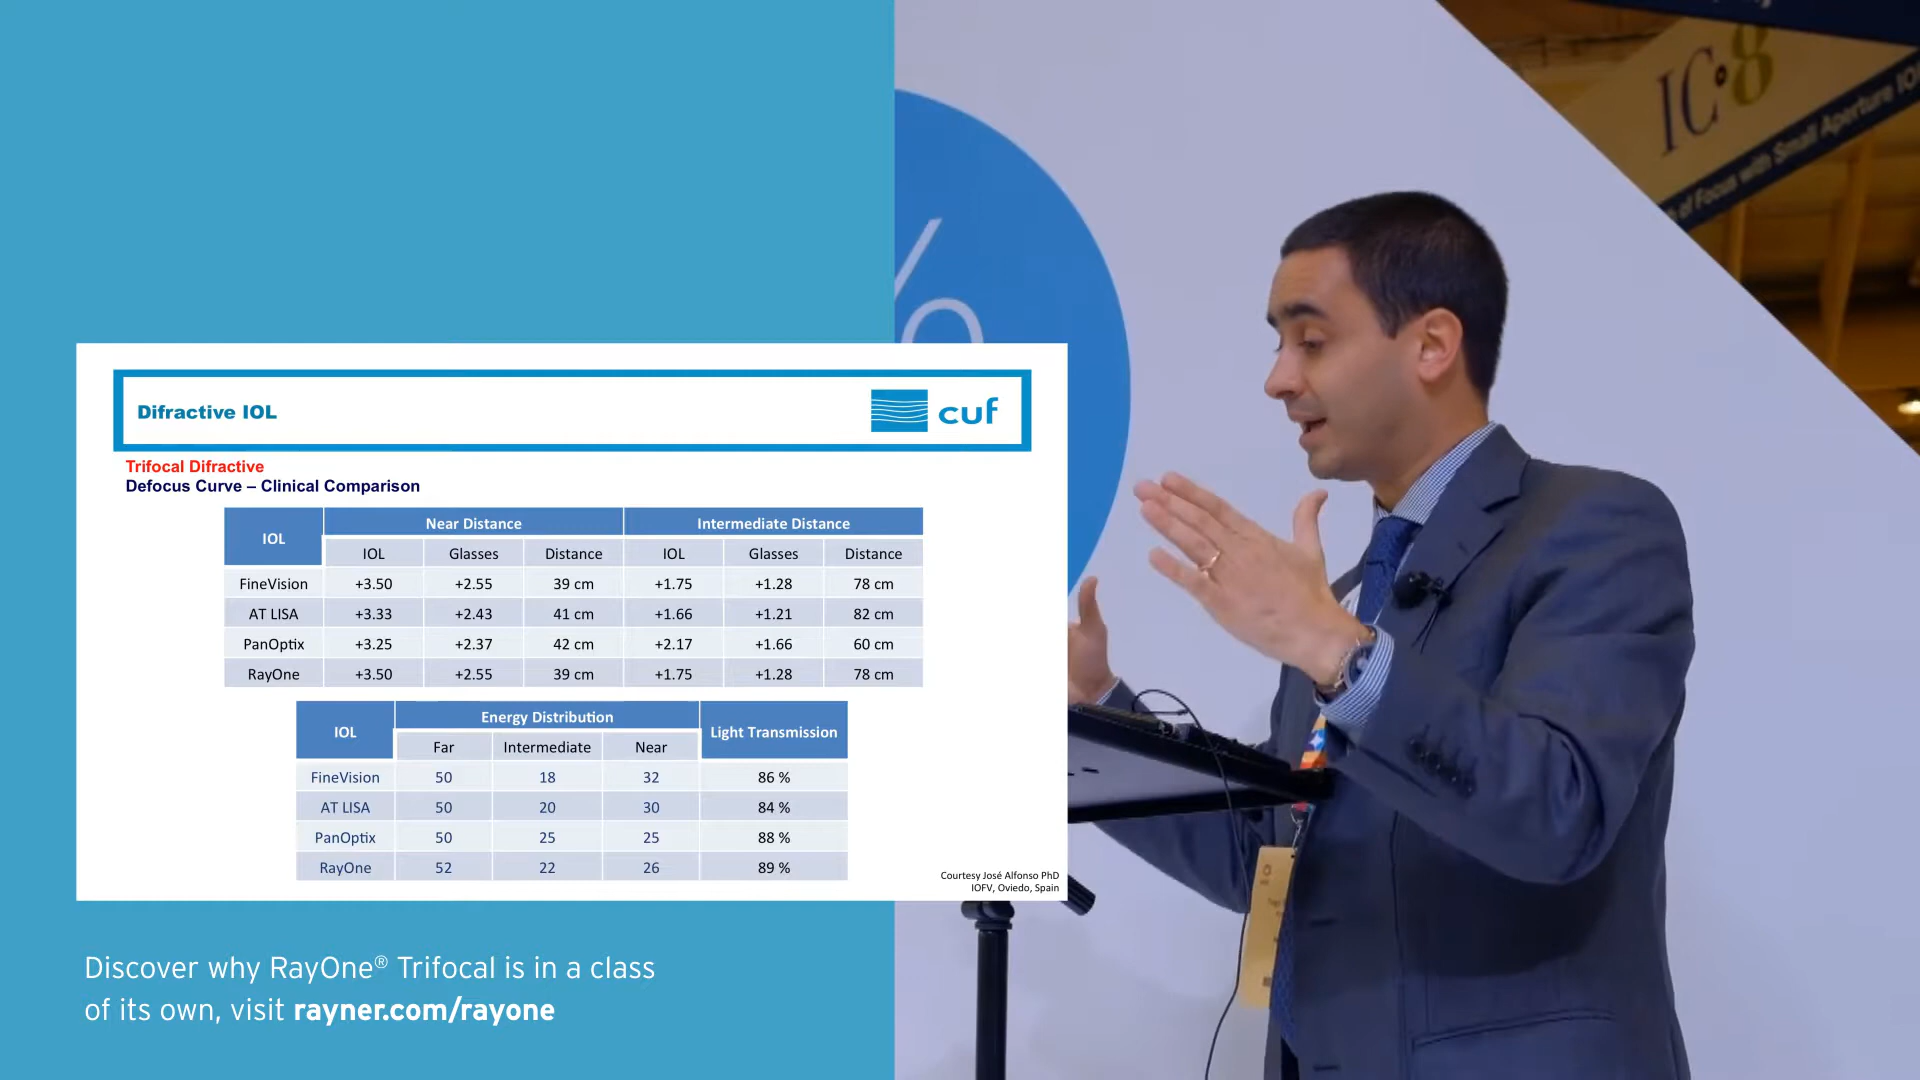 IC·8
of Focus with Small Aperture IOL
%
Difractive IOL
cuf
Trifocal Difractive
Defocus Curve – Clinical Comparison
IOL Near Distance Intermediate Distance
IOL Glasses Distance IOL Glasses Distance
FineVision +3.50 +2.55 39 cm +1.75 +1.28 78 cm
AT LISA +3.33 +2.43 41 cm +1.66 +1.21 82 cm
PanOptix +3.25 +2.37 42 cm +2.17 +1.66 60 cm
RayOne +3.50 +2.55 39 cm +1.75 +1.28 78 cm
IOL Energy Distribution Light Transmission
Far Intermediate Near
FineVision 50 18 32 86 %
AT LISA 50 20 30 84 %
PanOptix 50 25 25 88 %
RayOne 52 22 26 89 %
Courtesy José Alfonso PhD
IOFV, Oviedo, Spain
Discover why RayOne® Trifocal is in a class
of its own, visit rayner.com/rayone